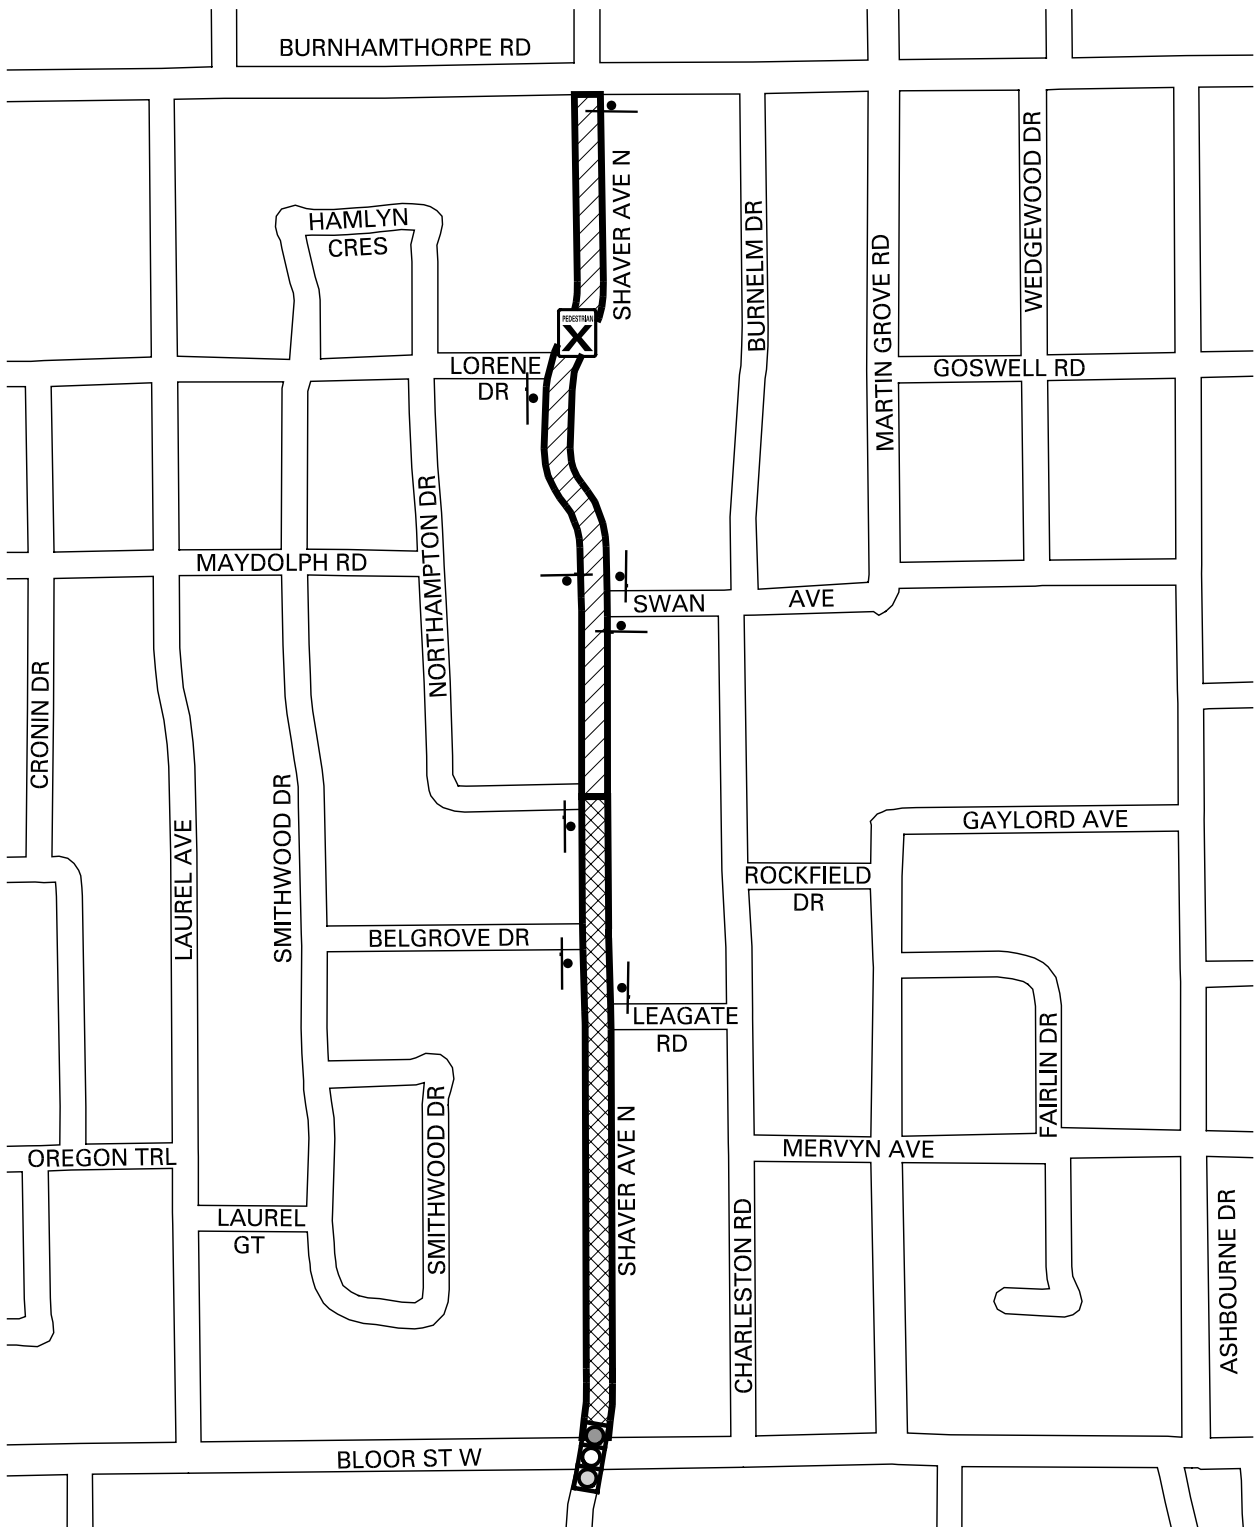 BURNHAMTHORPE RD
SHAVER AVE N
WEDGEWOOD DR
HAMLYN
CRES
BURNELM DR
MARTIN GROVE RD
PEDESTRIAN
X
LORENE
DR
GOSWELL RD
NORTHAMPTON DR
MAYDOLPH RD
SWAN
AVE
CRONIN DR
SMITHWOOD DR
LAUREL AVE
GAYLORD AVE
ROCKFIELD
DR
BELGROVE DR
LEAGATE
RD
FAIRLIN DR
SMITHWOOD DR
SHAVER AVE N
OREGON TRL
MERVYN AVE
LAUREL
GT
CHARLESTON RD
ASHBOURNE DR
BLOOR ST W